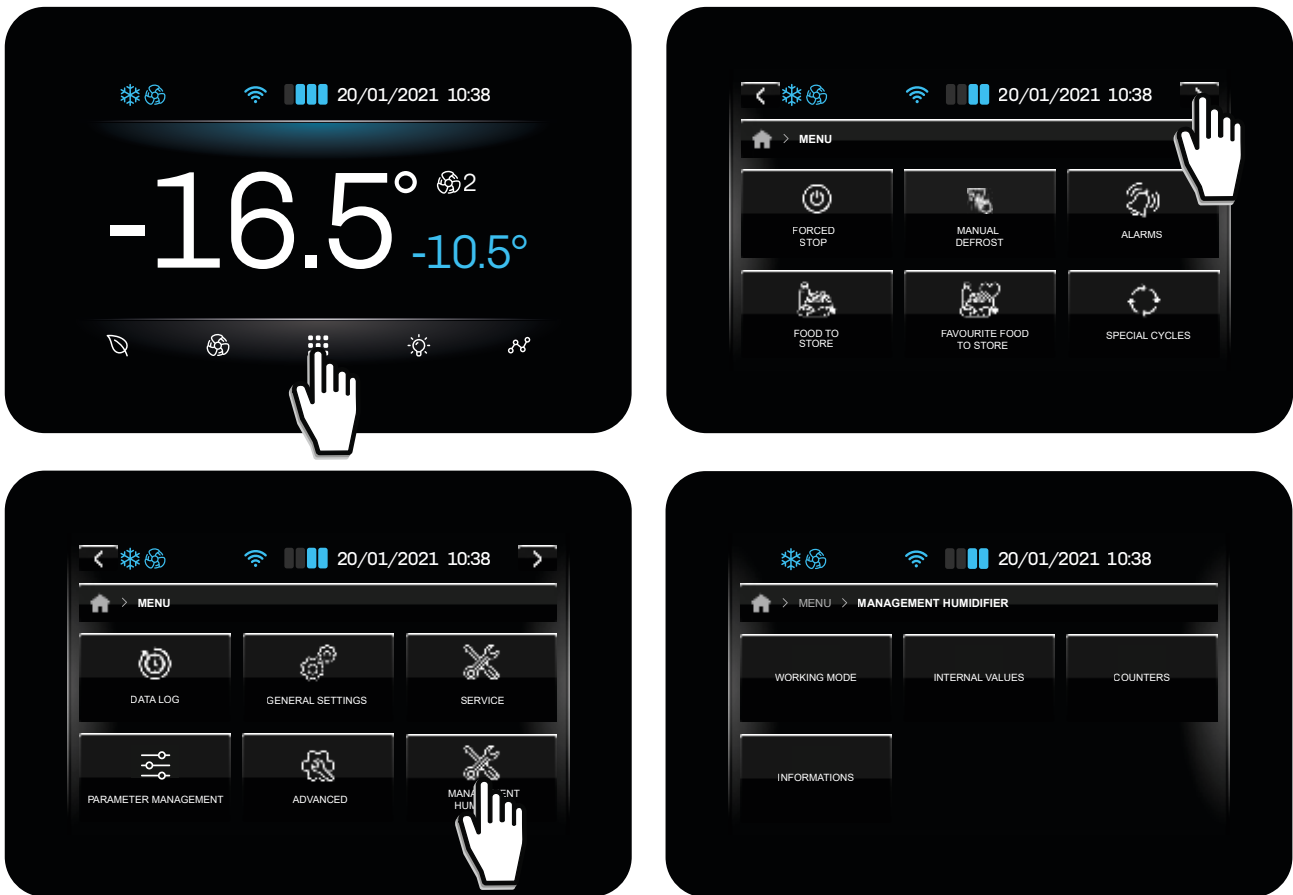 20/01/2021 10:38
-16.5° 2
-10.5°
20/01/2021 10:38
> MENU
FORCED
STOP
MANUAL
DEFROST
ALARMS
FOOD TO
STORE
FAVOURITE FOOD
TO STORE
SPECIAL CYCLES
20/01/2021 10:38
> MENU
DATA LOG
GENERAL SETTINGS
SERVICE
PARAMETER MANAGEMENT
ADVANCED
20/01/2021 10:38
> MENU > MANAGEMENT HUMIDIFIER
WORKING MODE
INTERNAL VALUES
COUNTERS
INFORMATIONS